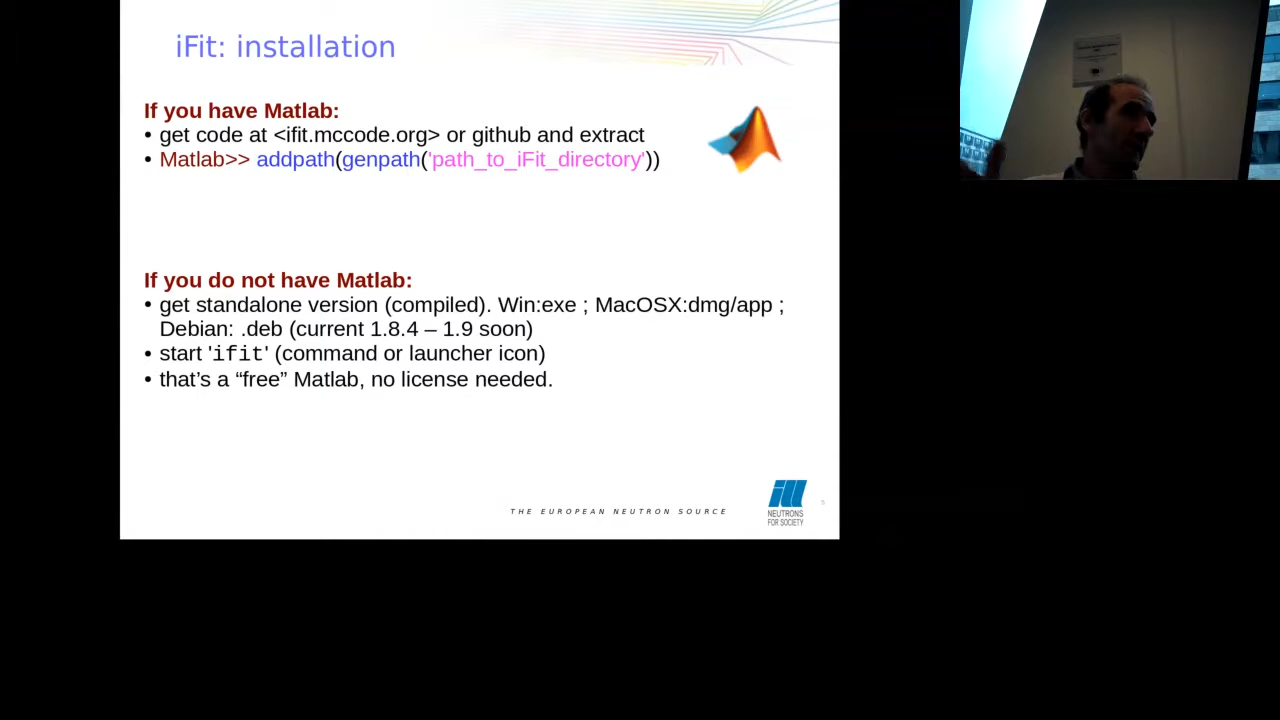 iFit: installation
If you have Matlab:
• get code at <ifit.mccode.org> or github and extract
• Matlab>> addpath(genpath('path_to_iFit_directory'))
If you do not have Matlab:
• get standalone version (compiled). Win:exe ; MacOSX:dmg/app ;
Debian: .deb (current 1.8.4 – 1.9 soon)
• start 'ifit' (command or launcher icon)
• that’s a “free” Matlab, no license needed.
THE EUROPEAN NEUTRON SOURCE
ill
NEUTRONS
FOR SOCIETY
5